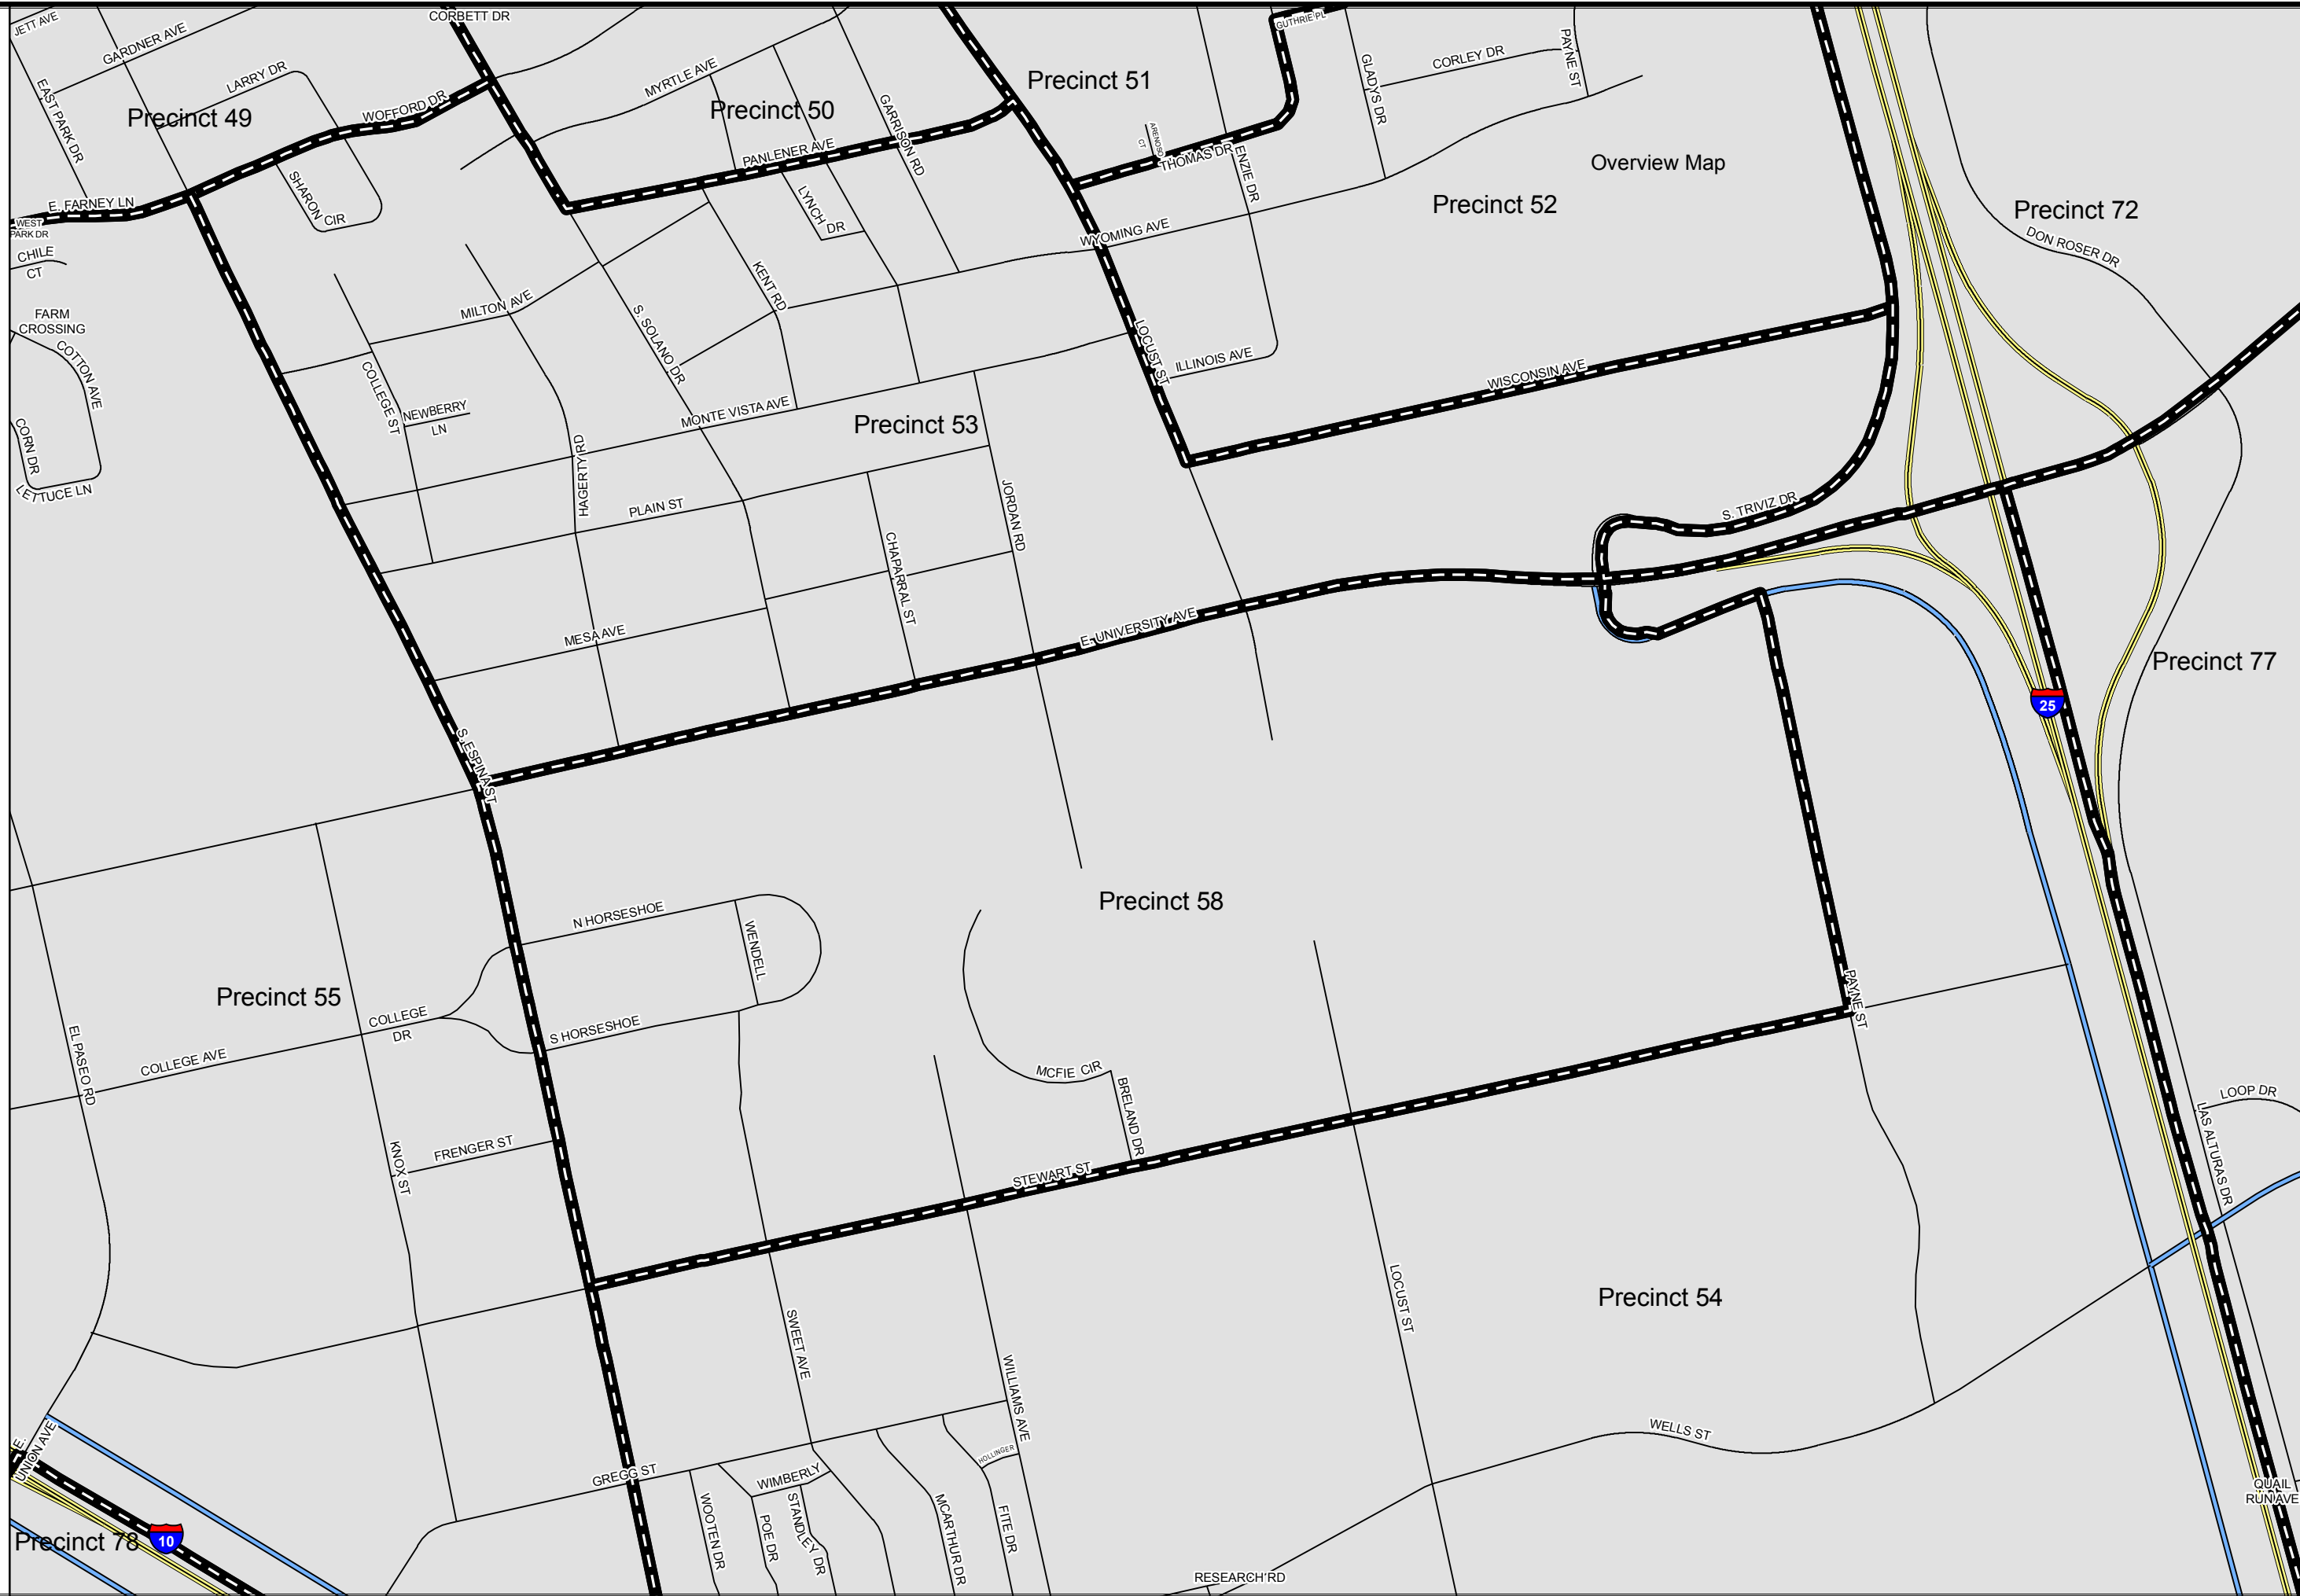 CORBETT DR
JETT AVE
GARDNER AVE
GUTHRIE PL
LARRY DR
MYRTLE AVE
Precinct 51
CORLEY DR
PAYNE ST
EAST PARK DR
GLADYS DR
Precinct 49
WOFFORD DR
Precinct 50
GARRISON RD
PANLENER AVE
THOMAS DR
CT
ENZIE DR
Overview Map
SHARON
CIR
E. FARNEY LN
LYNCH
DR
Precinct 52
Precinct 72
WEST
PARK DR
WYOMING AVE
DON ROSER DR
CHILE
CT
KENT RD
MILTON AVE
S. SOLANO DR
FARM
CROSSING
COTTON AVE
LOCUST ST
ILLINOIS AVE
WISCONSIN AVE
COLLEGE ST
NEWBERRY
LN
MONTE VISTA AVE
Precinct 53
CORN DR
HAGERTY RD
LETTUCE LN
PLAIN ST
JORDAN RD
S. TRIVIZ DR
CHAPARRAL ST
MESA AVE
E. UNIVERSITY AVE
Precinct 77
25
S. ESPINA ST
Precinct 58
N HORSESHOE
WENDELL
Precinct 55
COLLEGE
DR
S HORSESHOE
PAYNE ST
EL PASEO RD
COLLEGE AVE
MCFIE CIR
BRELAND DR
LOOP DR
LAS ALTURAS DR
KNOX ST
FRENGER ST
STEWART ST
LOCUST ST
Precinct 54
SWEET AVE
WILLIAMS AVE
WELLS ST
E.
UNION AVE
HOLLINGER
GREGG ST
WIMBERLY
QUAIL
RUN AVE
WOOTEN DR
POE DR
STANDLEY DR
MCARTHUR DR
FITE DR
Precinct 78
10
RESEARCH RD